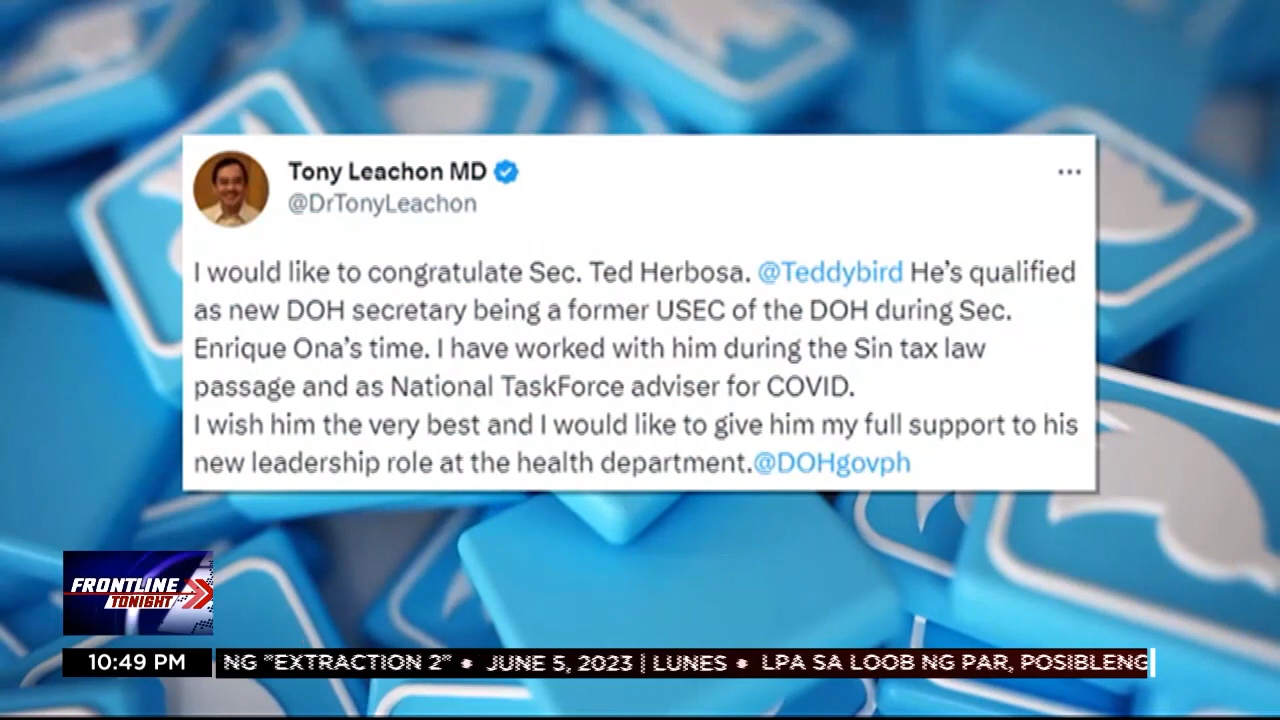 Tony Leachon MD
@DrTonyLeachon
I would like to congratulate Sec. Ted Herbosa. @Teddybird He’s qualified
as new DOH secretary being a former USEC of the DOH during Sec.
Enrique Ona’s time. I have worked with him during the Sin tax law
passage and as National TaskForce adviser for COVID.
I wish him the very best and I would like to give him my full support to his
new leadership role at the health department.@DOHgovph
FRONTLINE
TONIGHT
10:49 PM
NG "EXTRACTION 2" • JUNE 5, 2023 | LUNES • LPA SA LOOB NG PAR, POSIBLENG